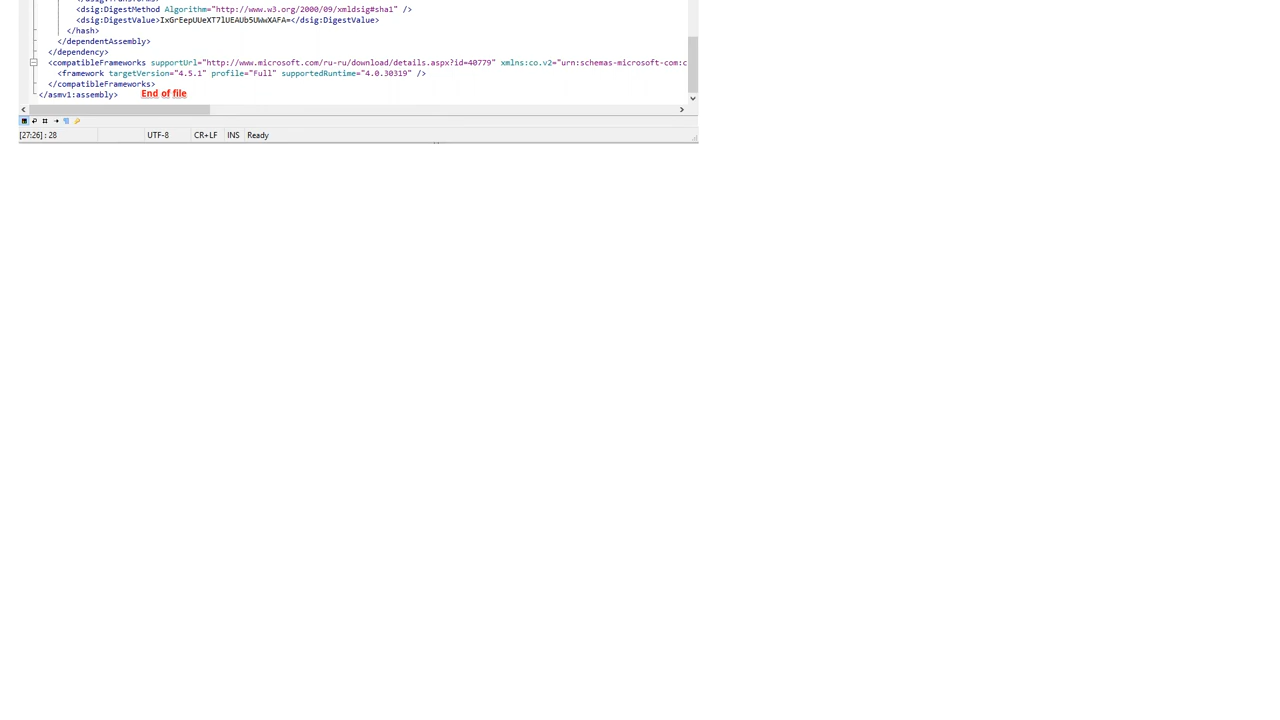 <dsig:DigestMethod Algorithm="http://www.w3.org/2000/09/xmldsig#sha1" />
<dsig:DigestValue>IxGrEepUUeXT7lUEAUb5UWwXAFA=</dsig:DigestValue>
</hash>
</dependentAssembly>
</dependency>
<compatibleFrameworks supportUrl="http://www.microsoft.com/ru-ru/download/details.aspx?id=40779" xmlns:co.v2="urn:schemas-microsoft-com:c
<framework targetVersion="4.5.1" profile="Full" supportedRuntime="4.0.30319" />
</compatibleFrameworks>
</asmv1:assembly> End of file
[27:26] : 28 UTF-8 CR+LF INS Ready